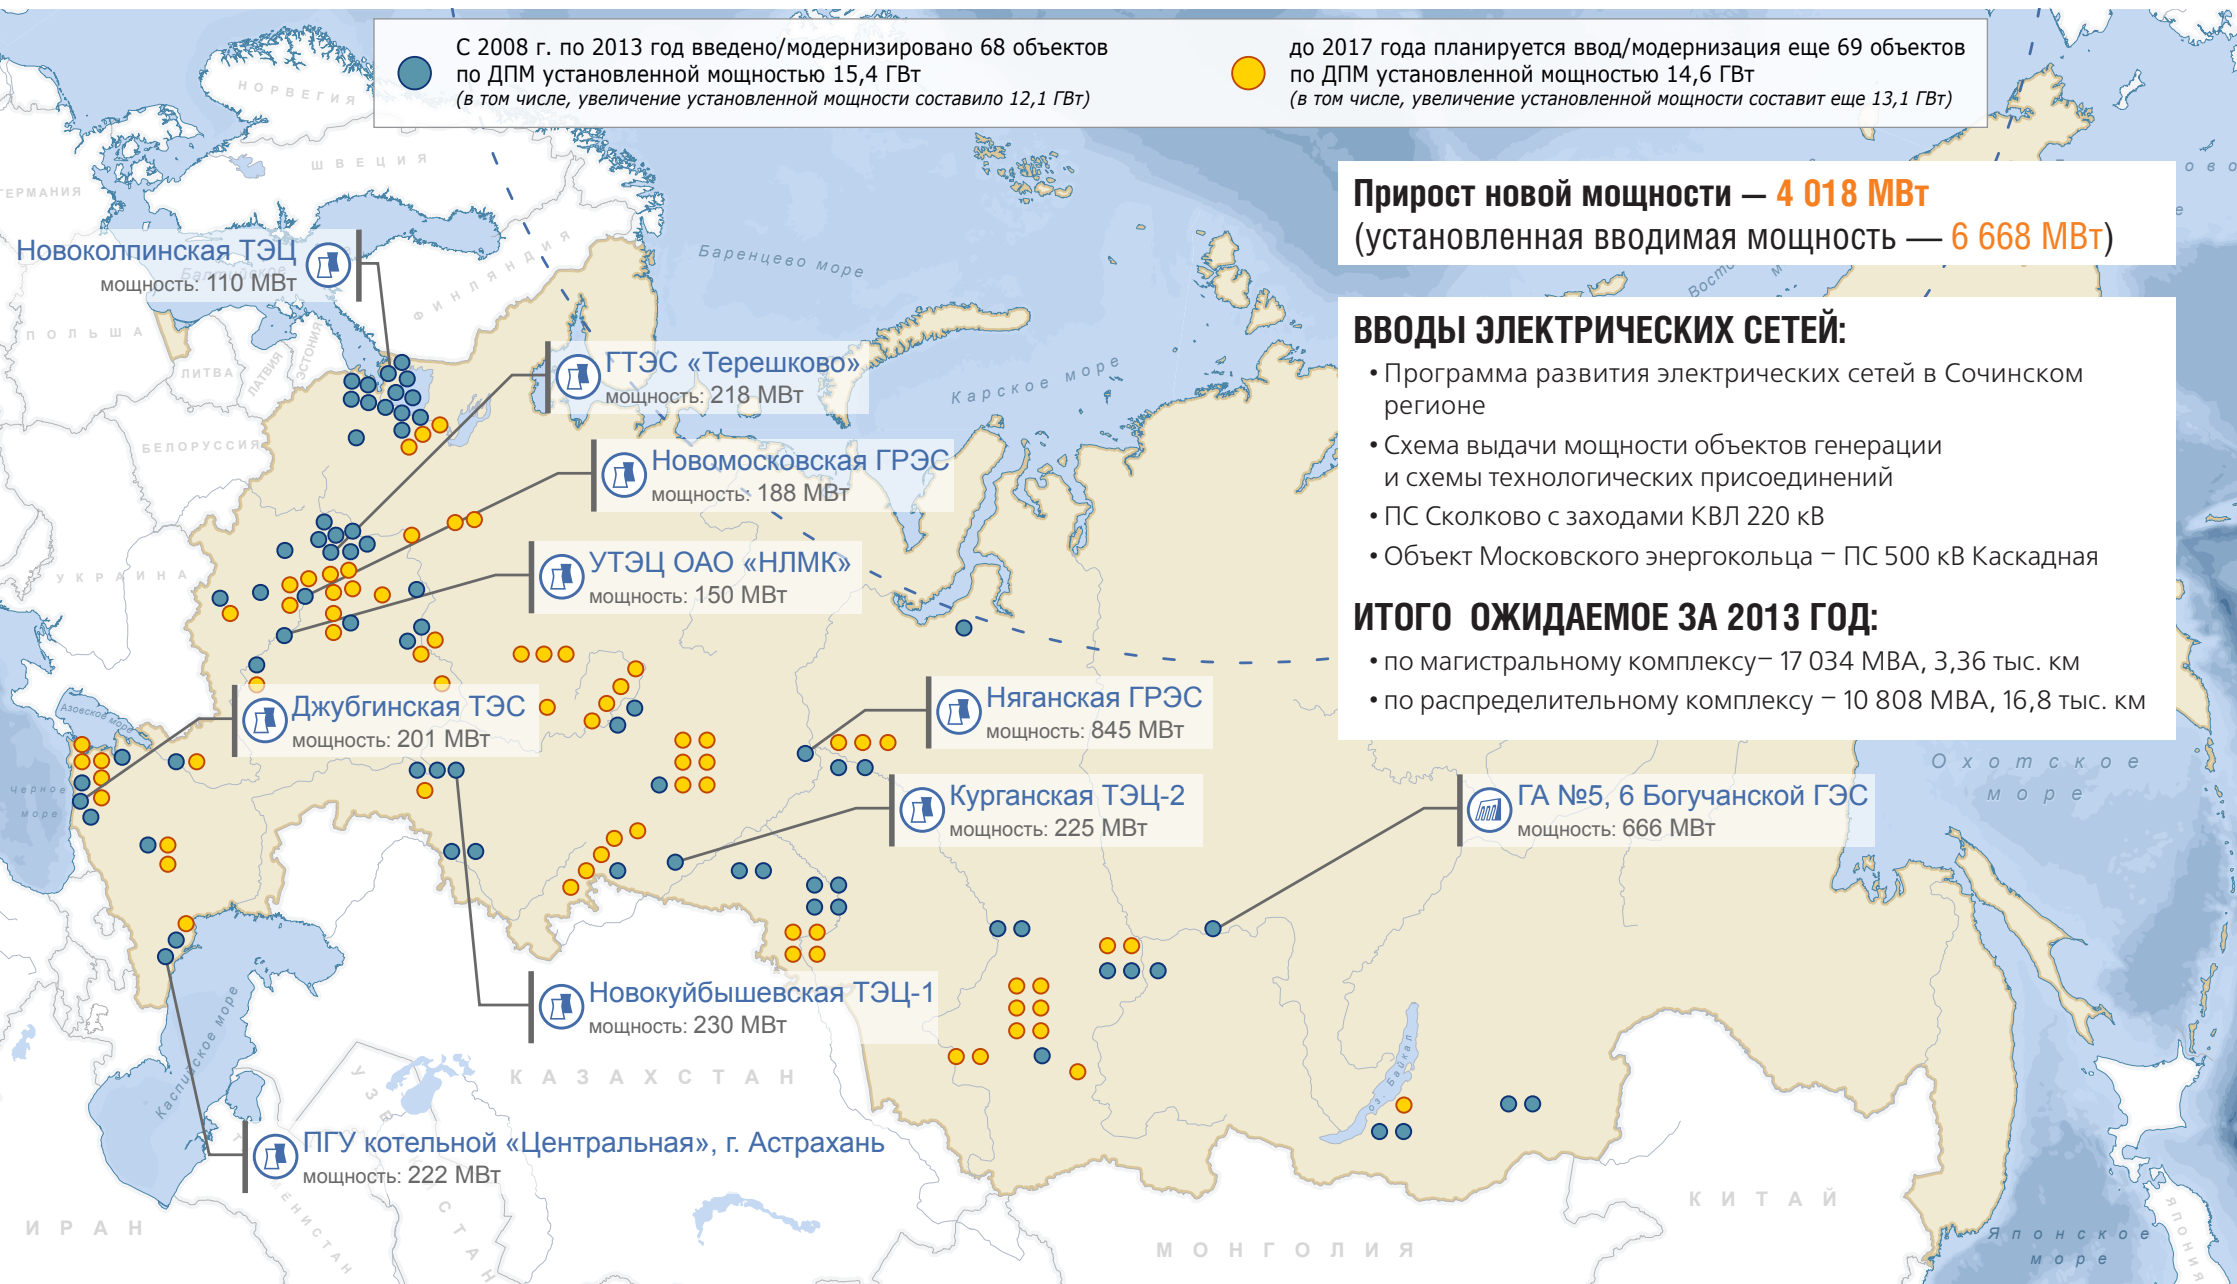 С 2008 г. по 2013 год введено/модернизировано 68 объектов
по ДПМ установленной мощностью 15,4 ГВт
(в том числе, увеличение установленной мощности составило 12,1 ГВт)
до 2017 года планируется ввод/модернизация еще 69 объектов
по ДПМ установленной мощностью 14,6 ГВт
(в том числе, увеличение установленной мощности составит еще 13,1 ГВт)
Прирост новой мощности — 4 018 МВт
(установленная вводимая мощность — 6 668 МВт)
ВВОДЫ ЭЛЕКТРИЧЕСКИХ СЕТЕЙ:
• Программа развития электрических сетей в Сочинском
регионе
• Схема выдачи мощности объектов генерации
и схемы технологических присоединений
• ПС Сколково с заходами КВЛ 220 кВ
• Объект Московского энергокольца – ПС 500 кВ Каскадная
ИТОГО ОЖИДАЕМОЕ ЗА 2013 ГОД:
• по магистральному комплексу– 17 034 МВА, 3,36 тыс. км
• по распределительному комплексу – 10 808 МВА, 16,8 тыс. км
Новоколпинская ТЭЦ
мощность: 110 МВт
ГТЭС «Терешково»
мощность: 218 МВт
Новомосковская ГРЭС
мощность: 188 МВт
УТЭЦ ОАО «НЛМК»
мощность: 150 МВт
Джубгинская ТЭС
мощность: 201 МВт
Няганская ГРЭС
мощность: 845 МВт
Курганская ТЭЦ-2
мощность: 225 МВт
ГА №5, 6 Богучанской ГЭС
мощность: 666 МВт
Новокуйбышевская ТЭЦ-1
мощность: 230 МВт
ПГУ котельной «Центральная», г. Астрахань
мощность: 222 МВт
НОРВЕГИЯ
ШВЕЦИЯ
ГЕРМАНИЯ
ФИНЛЯНДИЯ
Балтийское
ПОЛЬША
ЛИТВА
ЛАТВИЯ
ЭСТОНИЯ
БЕЛОРУССИЯ
УКРАИНА
Баренцево море
Карское море
Азовское море
Черное
море
Каспийское море
КАЗАХСТАН
УЗБЕКИСТАН
ИРАН
МОНГОЛИЯ
КИТАЙ
оз. Байкал
Охотское
море
Японское
море
ЯПОНИЯ